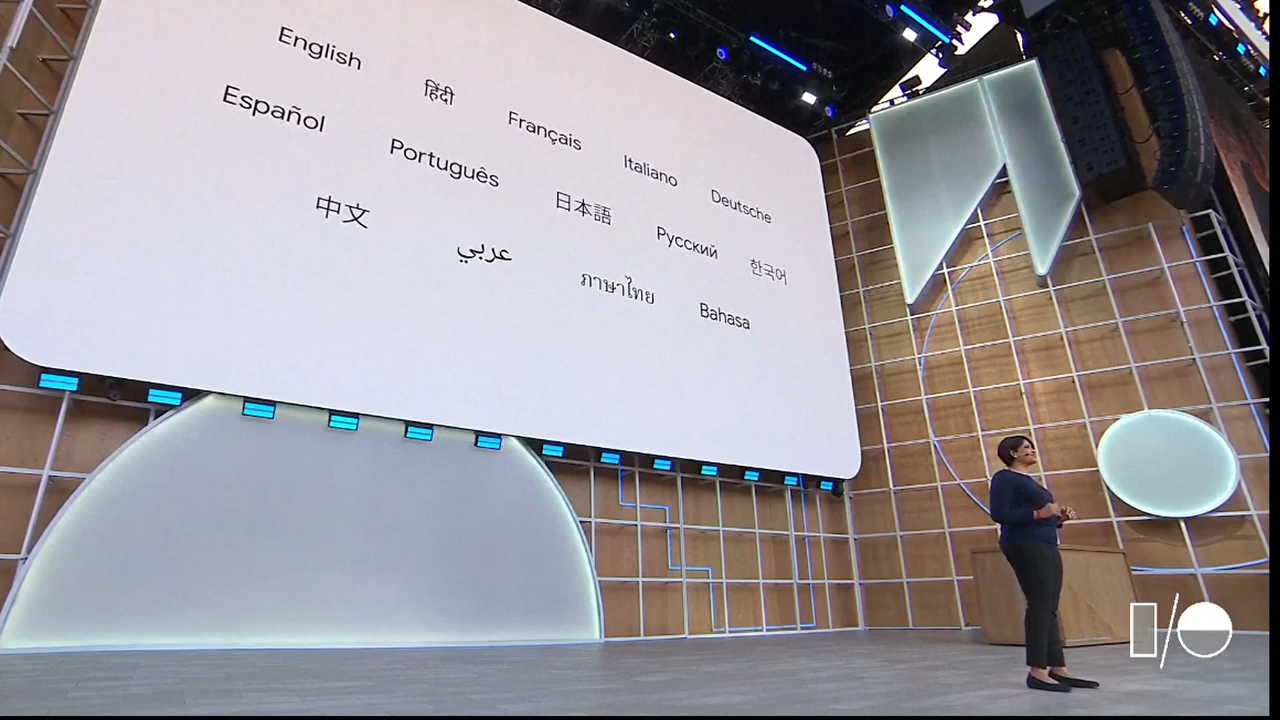 English
हिंदी
Français
Italiano
Deutsche
Español
Português
日本語
Русский
한국어
中文
عربي
ภาษาไทย
Bahasa
I/O